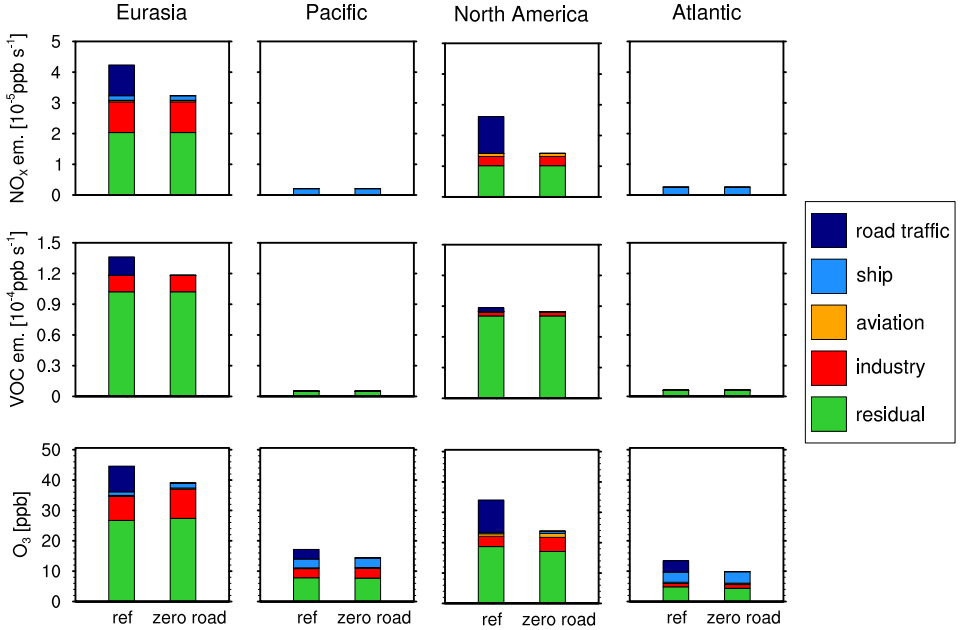 Eurasia Pacific North America Atlantic
NOₓ em. [10⁻⁵ppb s⁻¹]
5
4
3
2
1
0
VOC em. [10⁻⁴ppb s⁻¹]
1.5
1.2
0.9
0.6
0.3
0
O₃ [ppb]
50
40
30
20
10
0
ref zero road ref zero road ref zero road ref zero road
road traffic
ship
aviation
industry
residual